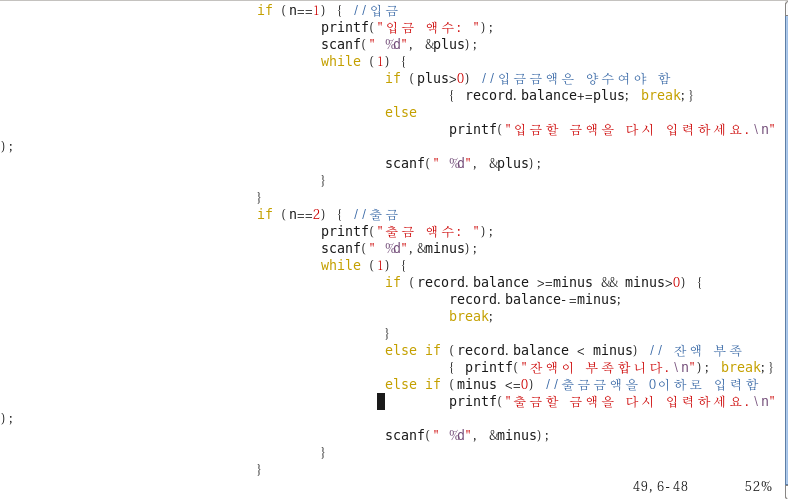 if (n==1) { //입금
printf("입금 액수: ");
scanf(" %d", &plus);
while (1) {
if (plus>0) //입금금액은 양수여야 함
{ record.balance+=plus; break;}
else
printf("입금할 금액을 다시 입력하세요.\n"
);
scanf(" %d", &plus);
}
}
if (n==2) { //출금
printf("출금 액수: ");
scanf(" %d",&minus);
while (1) {
if (record.balance >=minus && minus>0) {
record.balance-=minus;
break;
}
else if (record.balance < minus) // 잔액 부족
{ printf("잔액이 부족합니다.\n"); break;}
else if (minus <=0) //출금금액을 0이하로 입력함
printf("출금할 금액을 다시 입력하세요.\n"
);
scanf(" %d", &minus);
}
}
49,6-48 52%